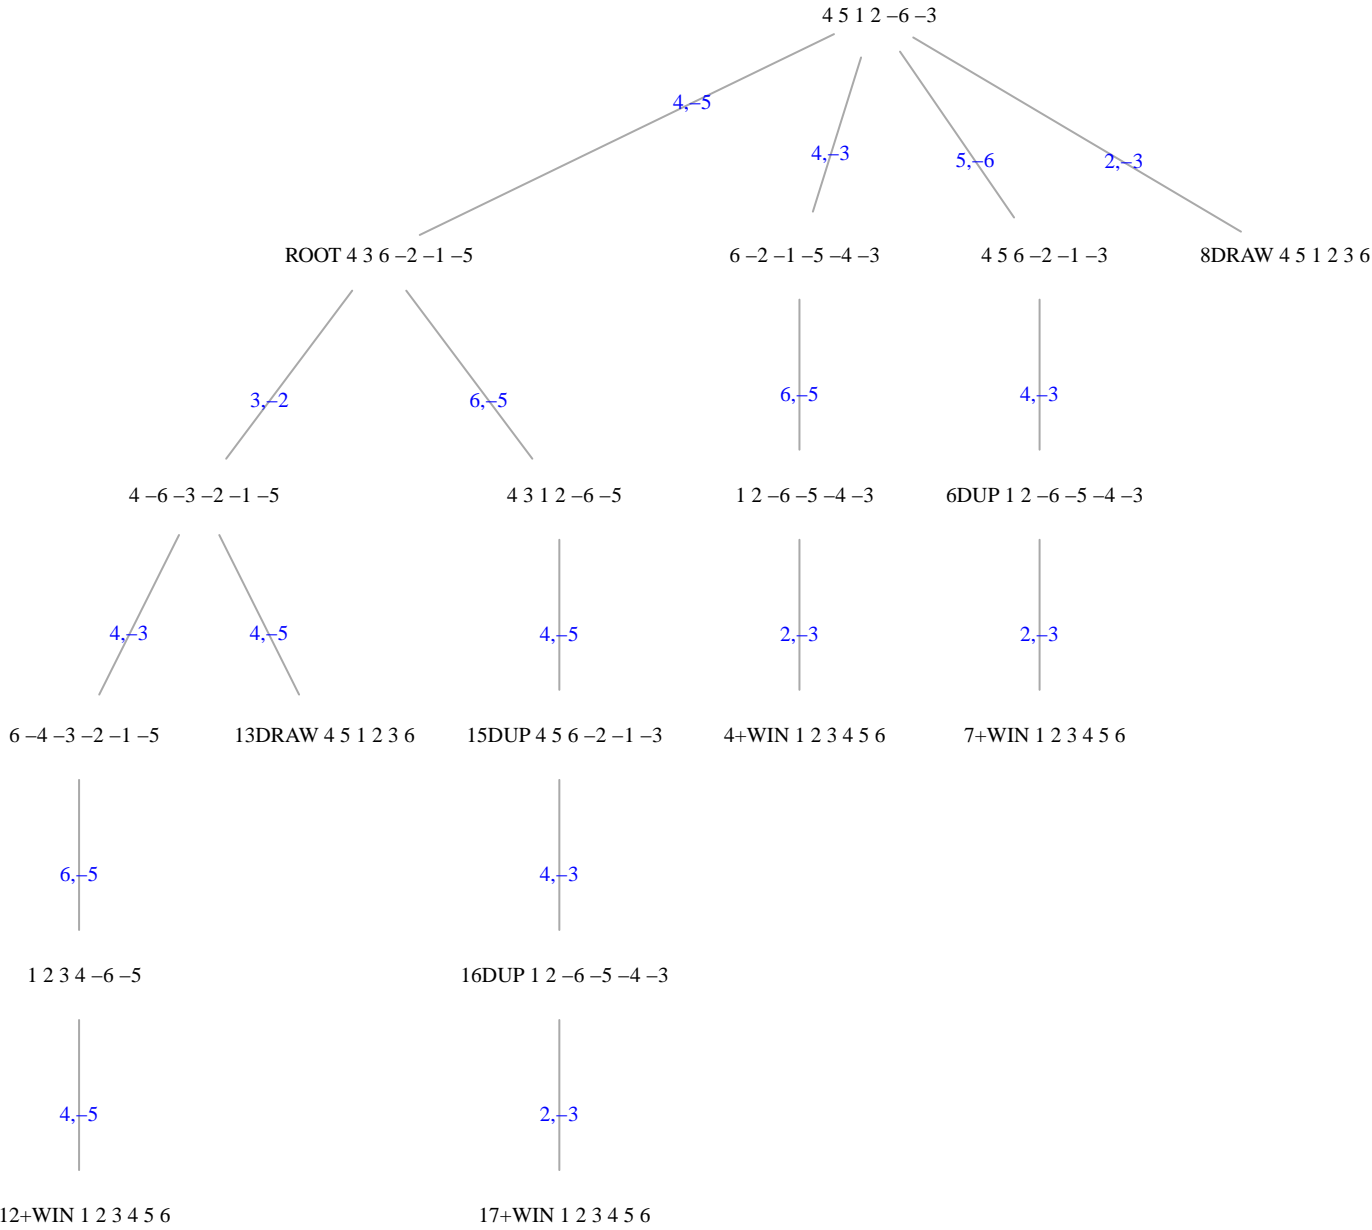 4 5 1 2 –6 –3
4,–5
4,–3
5,–6
2,–3
ROOT 4 3 6 –2 –1 –5
6 –2 –1 –5 –4 –3
4 5 6 –2 –1 –3
8DRAW 4 5 1 2 3 6
3,–2
6,–5
6,–5
4,–3
4 –6 –3 –2 –1 –5
4 3 1 2 –6 –5
1 2 –6 –5 –4 –3
6DUP 1 2 –6 –5 –4 –3
4,–3
4,–5
4,–5
2,–3
2,–3
6 –4 –3 –2 –1 –5
13DRAW 4 5 1 2 3 6
15DUP 4 5 6 –2 –1 –3
4+WIN 1 2 3 4 5 6
7+WIN 1 2 3 4 5 6
6,–5
4,–3
1 2 3 4 –6 –5
16DUP 1 2 –6 –5 –4 –3
4,–5
2,–3
12+WIN 1 2 3 4 5 6
17+WIN 1 2 3 4 5 6